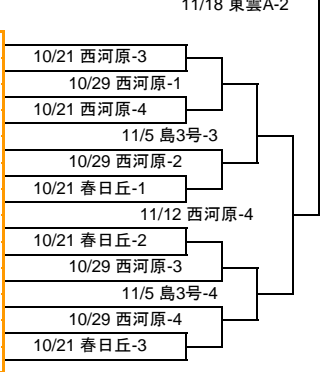 11/18 東雲A-2
10/21 西河原-3
10/29 西河原-1
10/21 西河原-4
11/5 島3号-3
10/29 西河原-2
10/21 春日丘-1
11/12 西河原-4
10/21 春日丘-2
10/29 西河原-3
11/5 島3号-4
10/29 西河原-4
10/21 春日丘-3